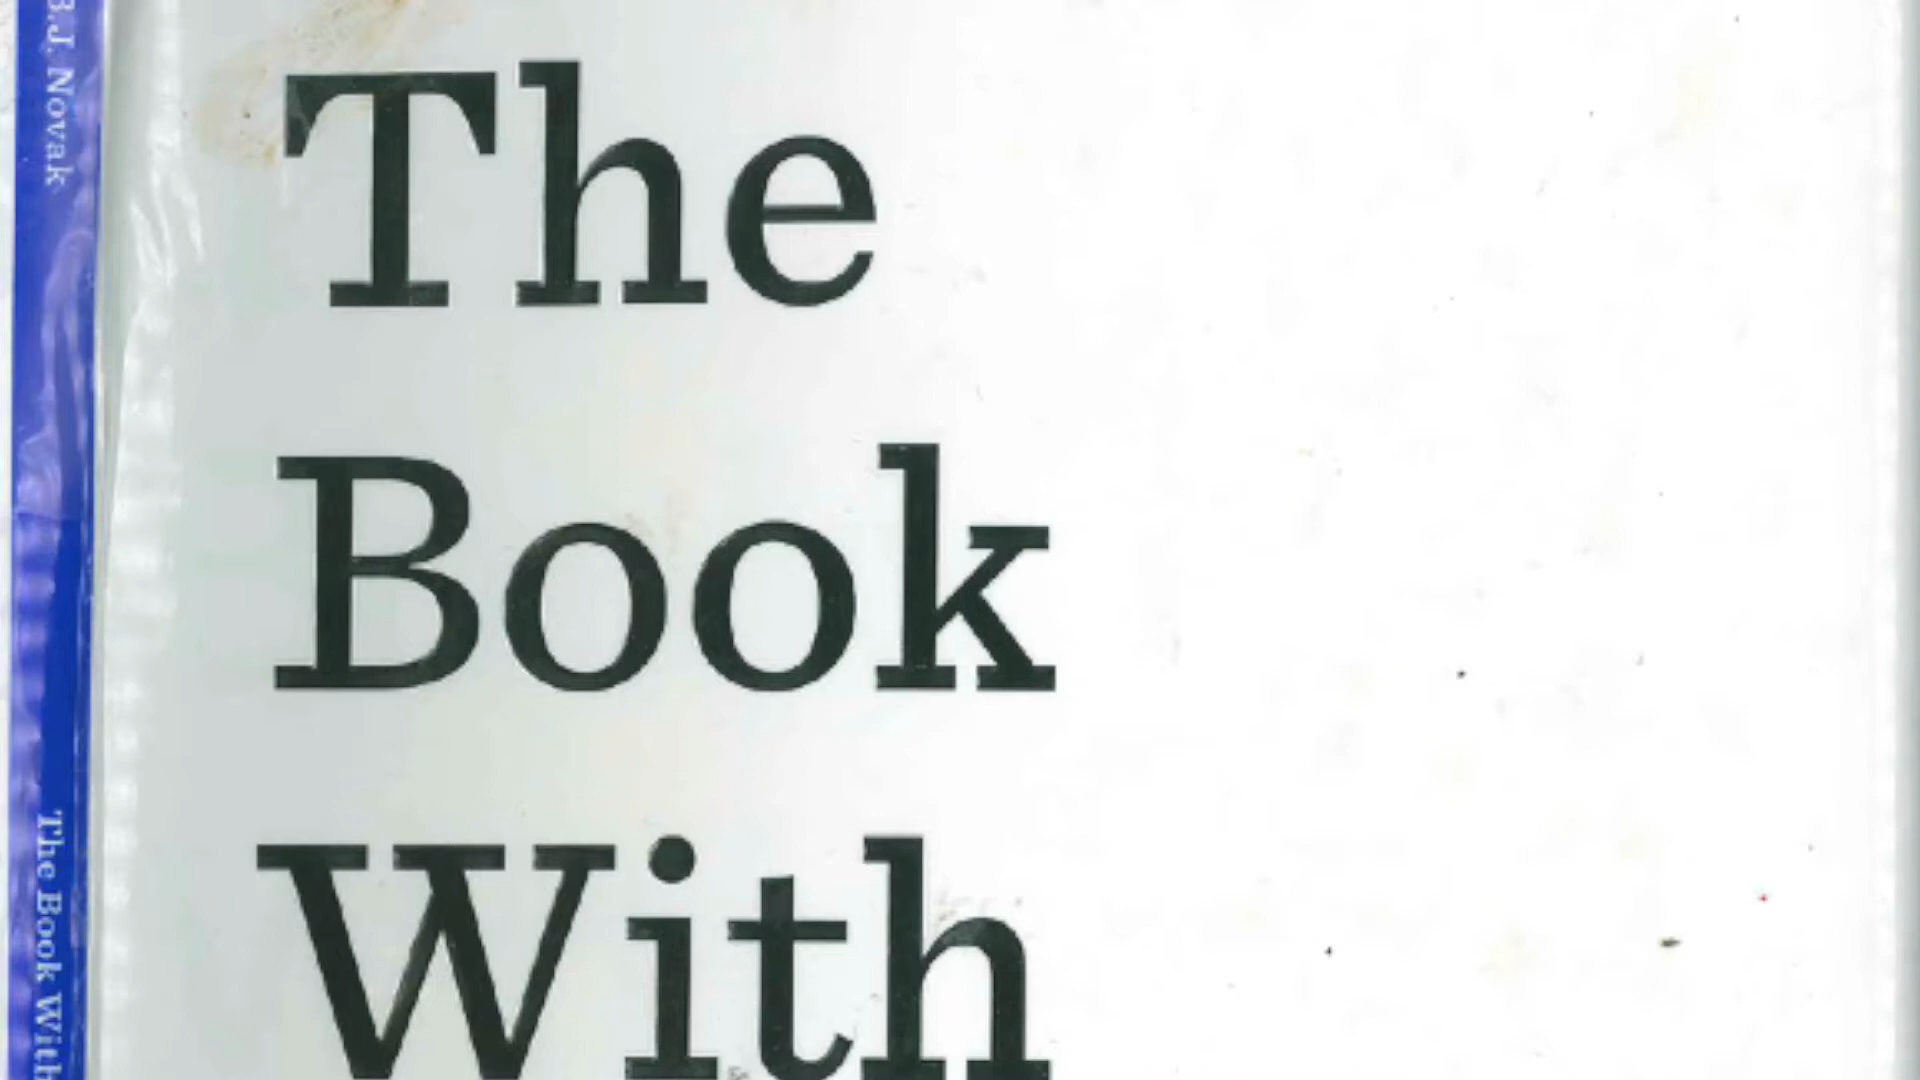 B.J. Novak
The Book With
The
Book
With